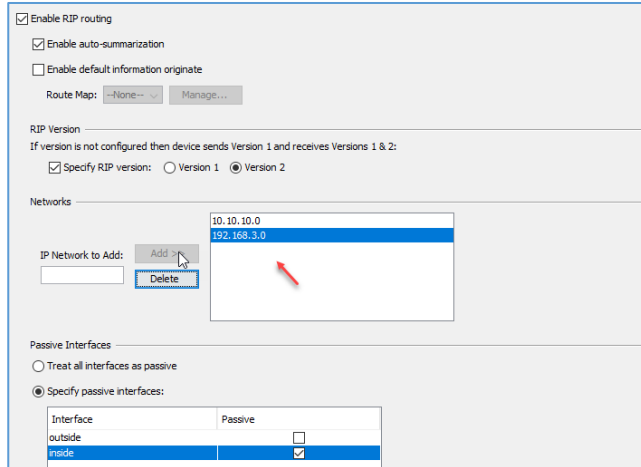 Enable RIP routing
Enable auto-summarization
Enable default information originate
Route Map: --None-- Manage...
RIP Version
If version is not configured then device sends Version 1 and receives Versions 1 & 2:
Specify RIP version: Version 1 Version 2
Networks
10.10.10.0
192.168.3.0
IP Network to Add: Add >>
Delete
Passive Interfaces
Treat all interfaces as passive
Specify passive interfaces:
Interface Passive
outside
inside